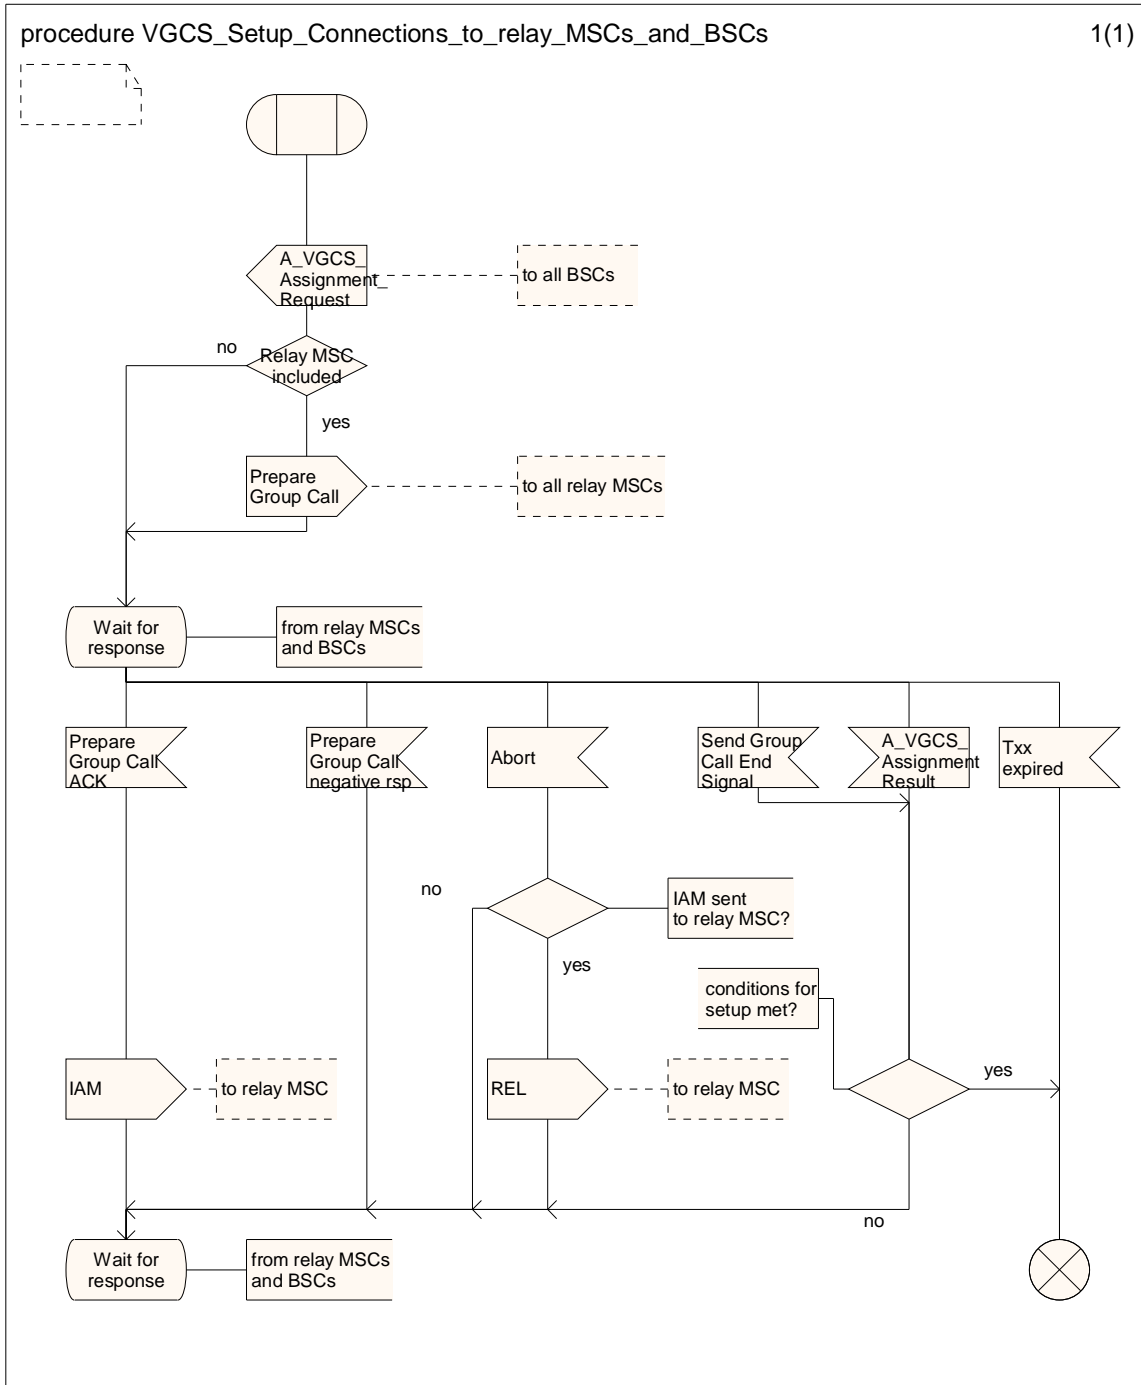 procedure VGCS_Setup_Connections_to_relay_MSCs_and_BSCs
1(1)
A_VGCS_
Assignment_
Request
to all BSCs
no
Relay MSC
included
yes
Prepare
Group Call
to all relay MSCs
Wait for
response
from relay MSCs
and BSCs
Prepare
Group Call
ACK
Prepare
Group Call
negative rsp
Abort
Send Group
Call End
Signal
A_VGCS_
Assignment
Result
Txx
expired
no
IAM sent
to relay MSC?
yes
conditions for
setup met?
IAM
to relay MSC
REL
to relay MSC
yes
no
Wait for
response
from relay MSCs
and BSCs